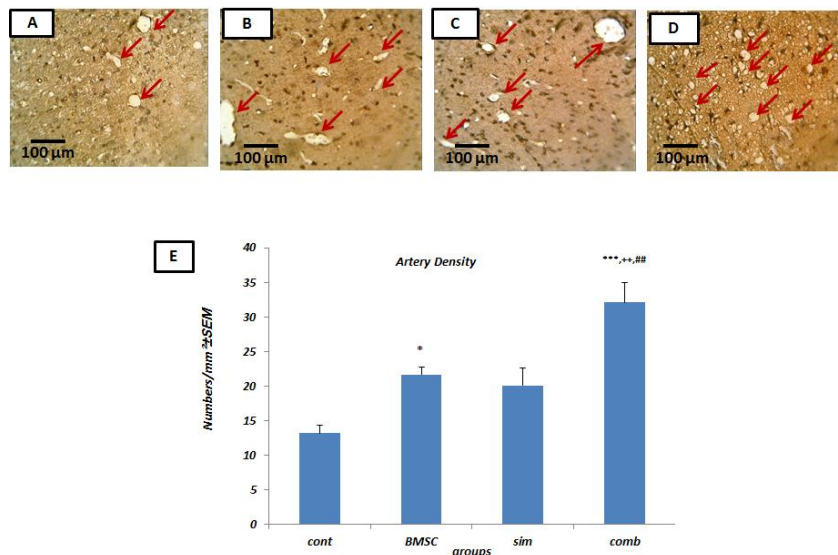 A
B
C
D
100 µm
100 µm
100 µm
100 µm
E
Artery Density
Numbers/mm²±SEM
40
35
30
25
20
15
10
5
0
*
***,++,##
cont
BMSC
sim
comb
groups